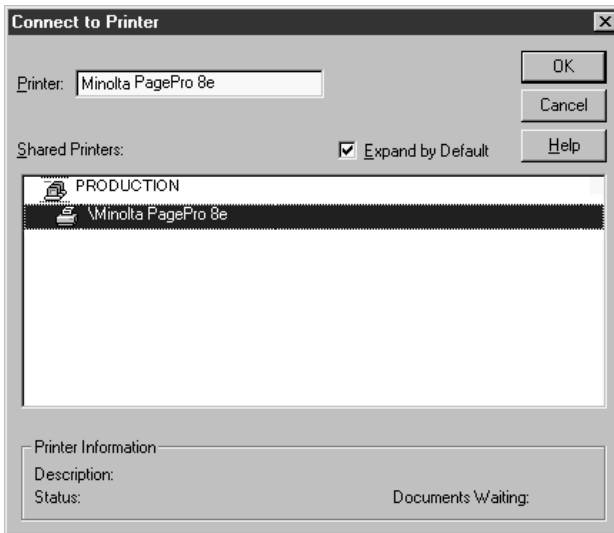 Connect to Printer
Printer: Minolta PagePro 8e
OK
Cancel
Shared Printers:
Expand by Default
Help
PRODUCTION
\Minolta PagePro 8e
Printer Information
Description:
Status:
Documents Waiting: